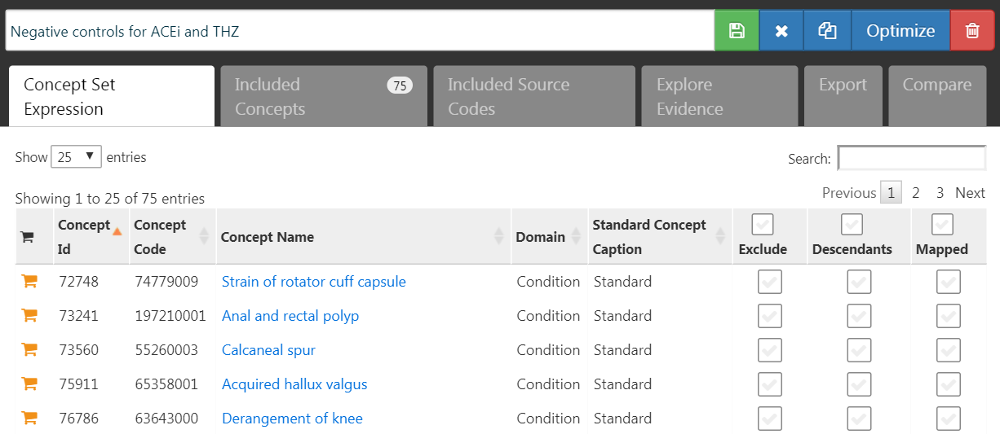 Negative controls for ACEi and THZ
Optimize
Concept Set
Expression
Included
Concepts
75
Included Source
Codes
Explore
Evidence
Export
Compare
Show 25 entries
Search:
Showing 1 to 25 of 75 entries
Previous 1 2 3 Next
Concept
Id
Concept
Code
Concept Name
Domain
Standard Concept
Caption
Exclude
Descendants
Mapped
72748 74779009 Strain of rotator cuff capsule Condition Standard
73241 197210001 Anal and rectal polyp Condition Standard
73560 55260003 Calcaneal spur Condition Standard
75911 65358001 Acquired hallux valgus Condition Standard
76786 63643000 Derangement of knee Condition Standard